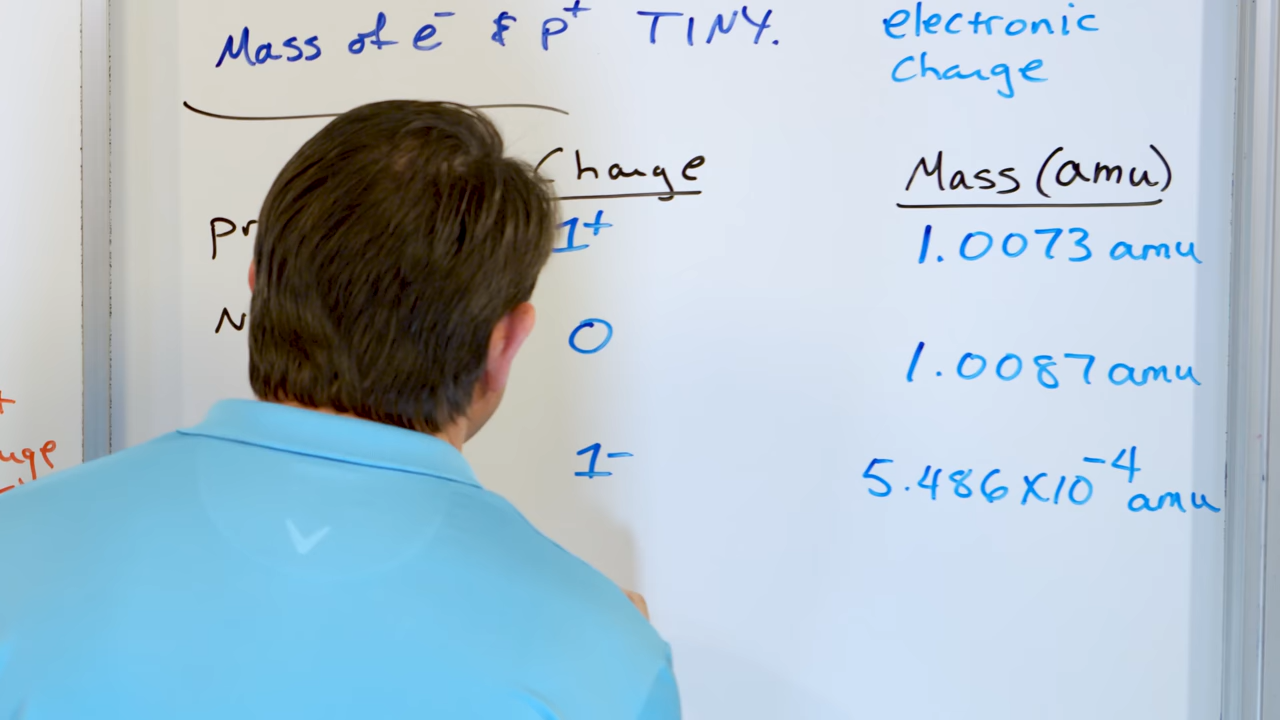 Mass of e⁻ & p⁺ TINY.
electronic
charge
Charge
Mass (amu)
1+
1.0073 amu
0
1.0087 amu
1-
5.486 x10⁻⁴ amu